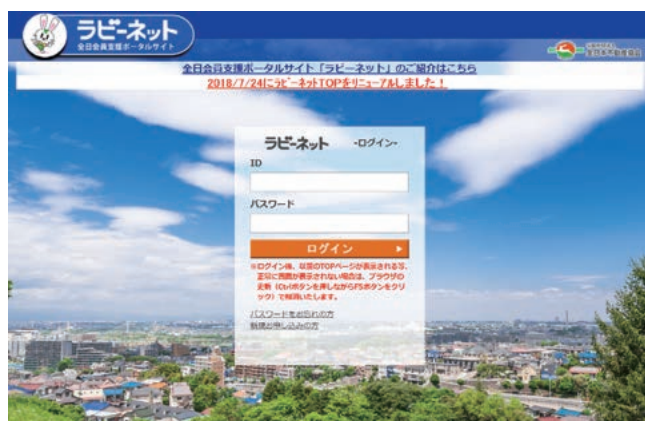 ラビーネット
全日会員支援ポータルサイト
全日本不動産協会
全日会員支援ポータルサイト「ラビーネット」のご紹介はこちら
2018/7/24にラビーネットTOPをリニューアルしました！
ラビーネット -ログイン-
ID
パスワード
ログイン
※ログイン後、以前のTOPページが表示される等、
正常に画面が表示されない場合は、ブラウザの
更新（Ctrlボタンを押しながらF5ボタンをクリ
ック）で解消いたします。
パスワードをお忘れの方
新規お申し込みの方